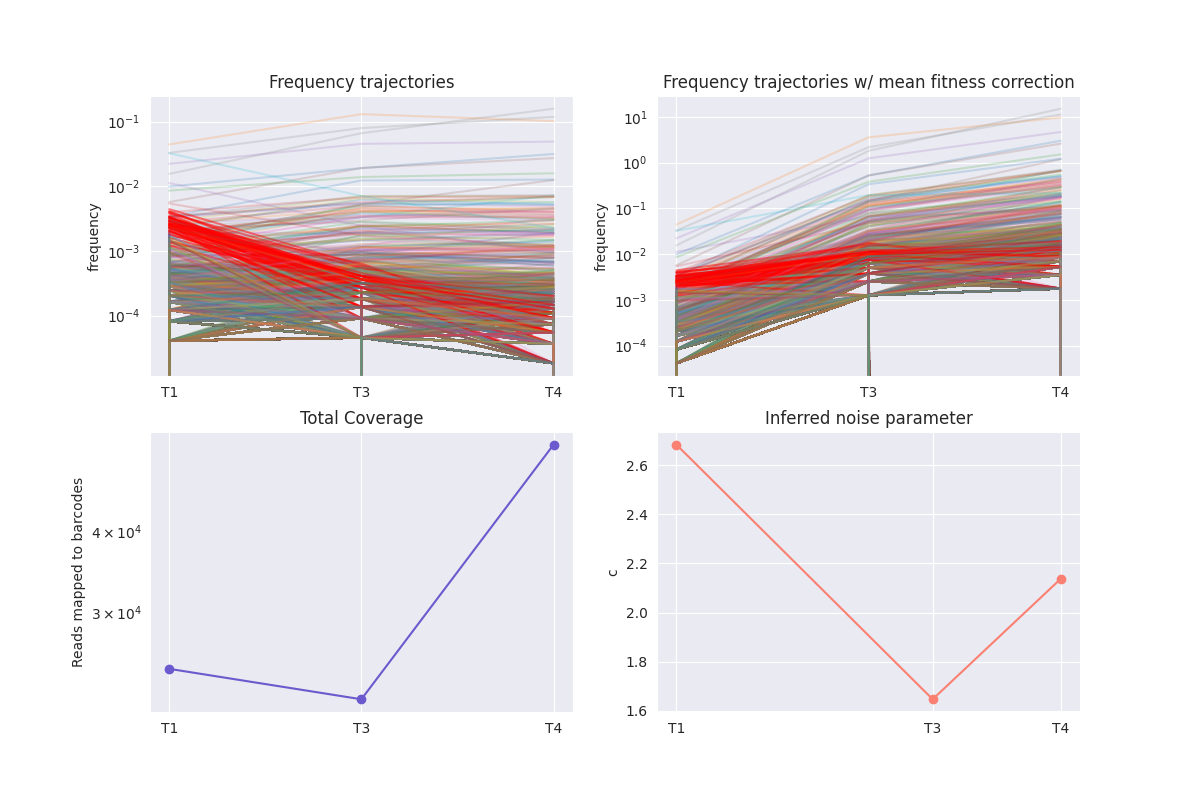 Frequency trajectories
frequency
10⁻¹
10⁻²
10⁻³
10⁻⁴
T1 T3 T4
Frequency trajectories w/ mean fitness correction
frequency
10¹
10⁰
10⁻¹
10⁻²
10⁻³
10⁻⁴
T1 T3 T4
Total Coverage
Reads mapped to barcodes
4 × 10⁴
3 × 10⁴
T1 T3 T4
Inferred noise parameter
c
2.6
2.4
2.2
2.0
1.8
1.6
T1 T3 T4